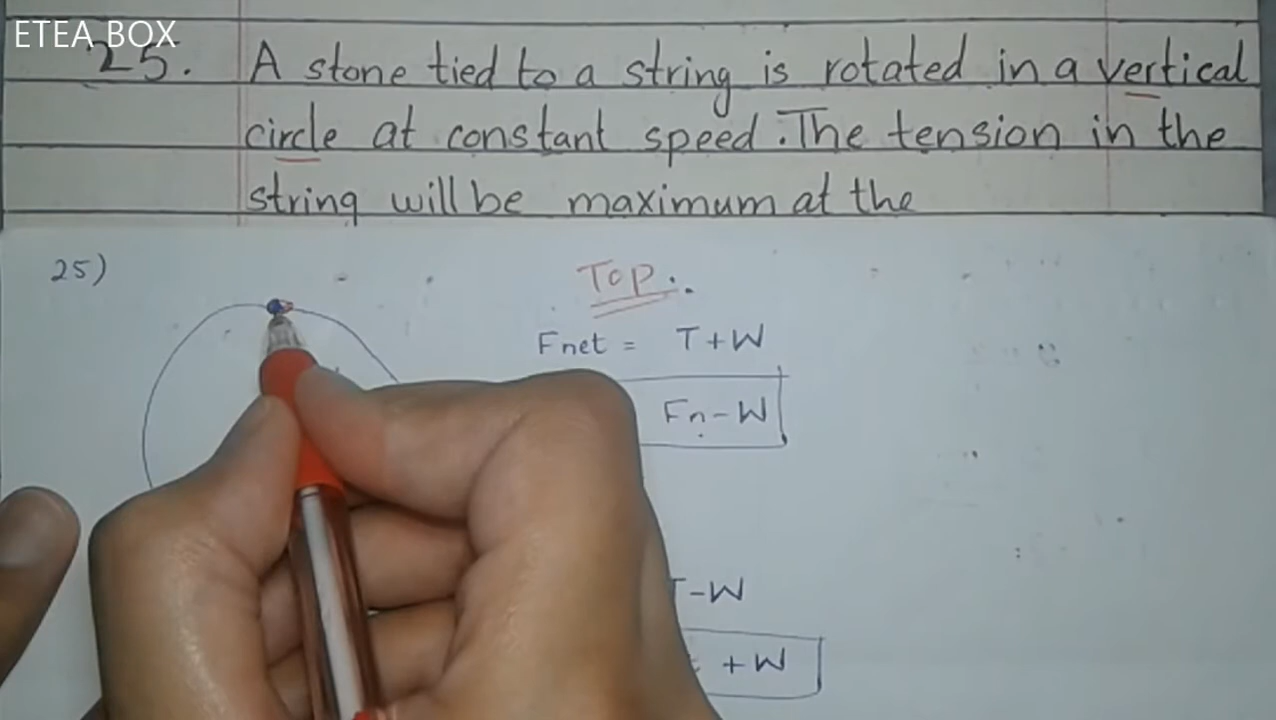 ETEA BOX
25. A stone tied to a string is rotated in a vertical
circle at constant speed. The tension in the
string will be maximum at the
25)
Top:.
Fnet = T+W
Fn-W
T-W
+W